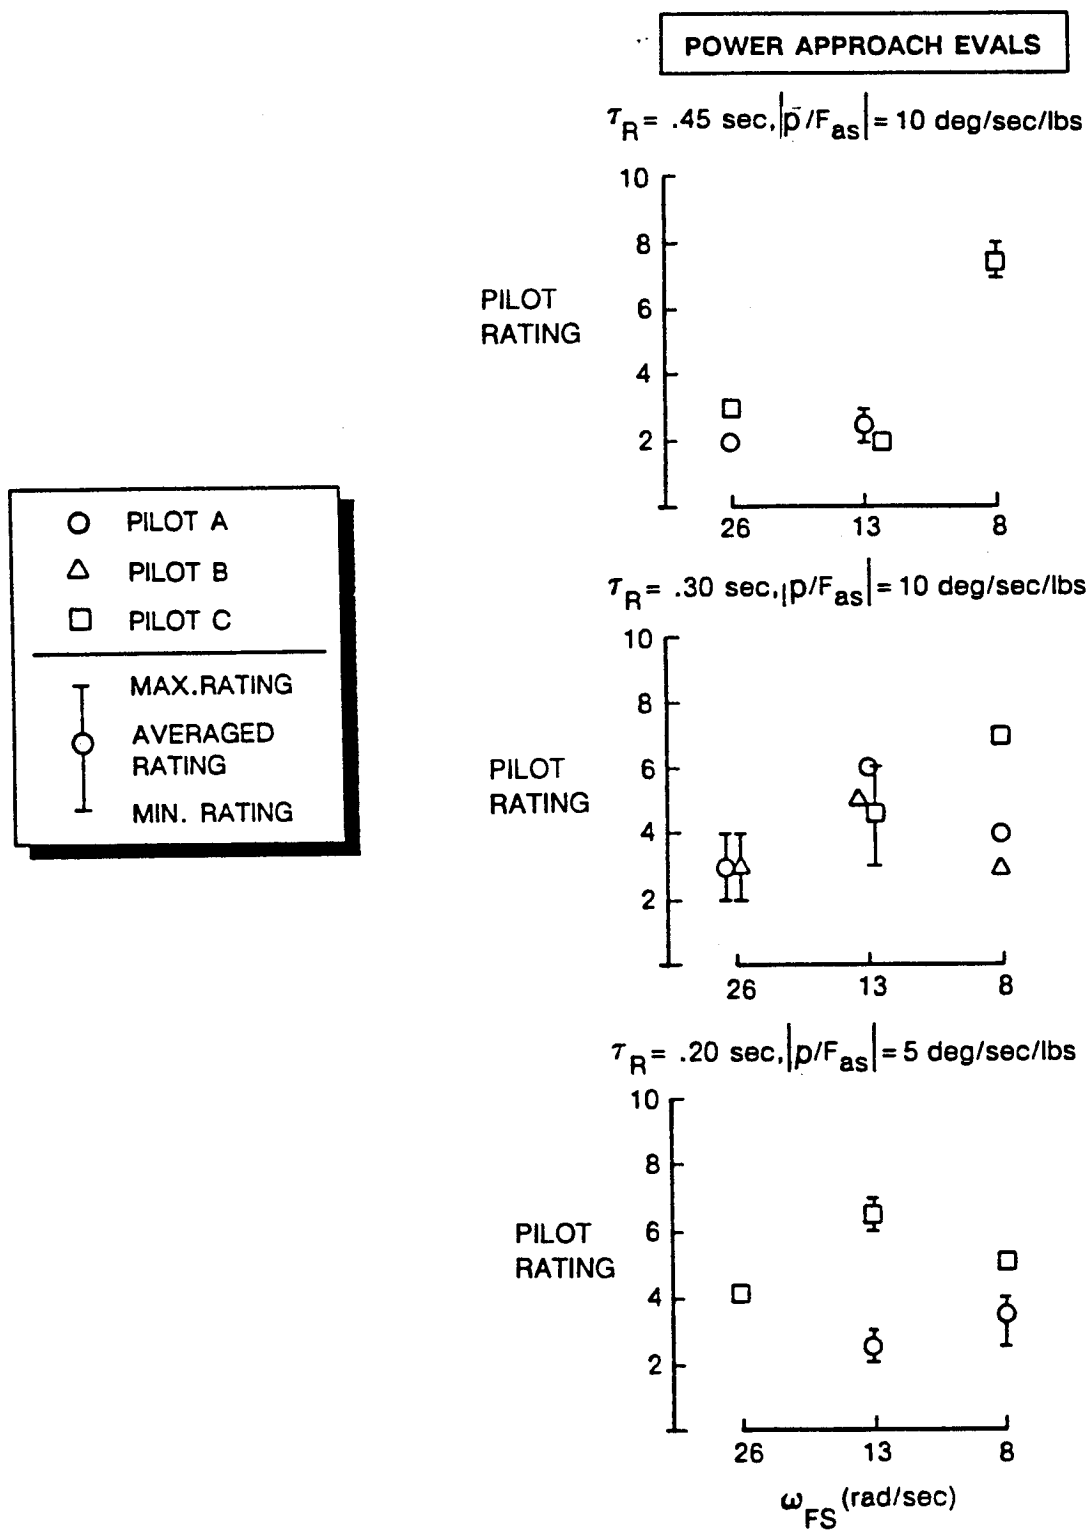 POWER APPROACH EVALS
τR = .45 sec, |p/Fas| = 10 deg/sec/lbs
10
8
PILOT
RATING
6
4
2
26 13 8
PILOT A
PILOT B
PILOT C
MAX.RATING
AVERAGED
RATING
MIN. RATING
τR = .30 sec, |p/Fas| = 10 deg/sec/lbs
10
8
PILOT
RATING
6
4
2
26 13 8
τR = .20 sec, |p/Fas| = 5 deg/sec/lbs
10
8
PILOT
RATING
6
4
2
26 13 8
ωFS (rad/sec)